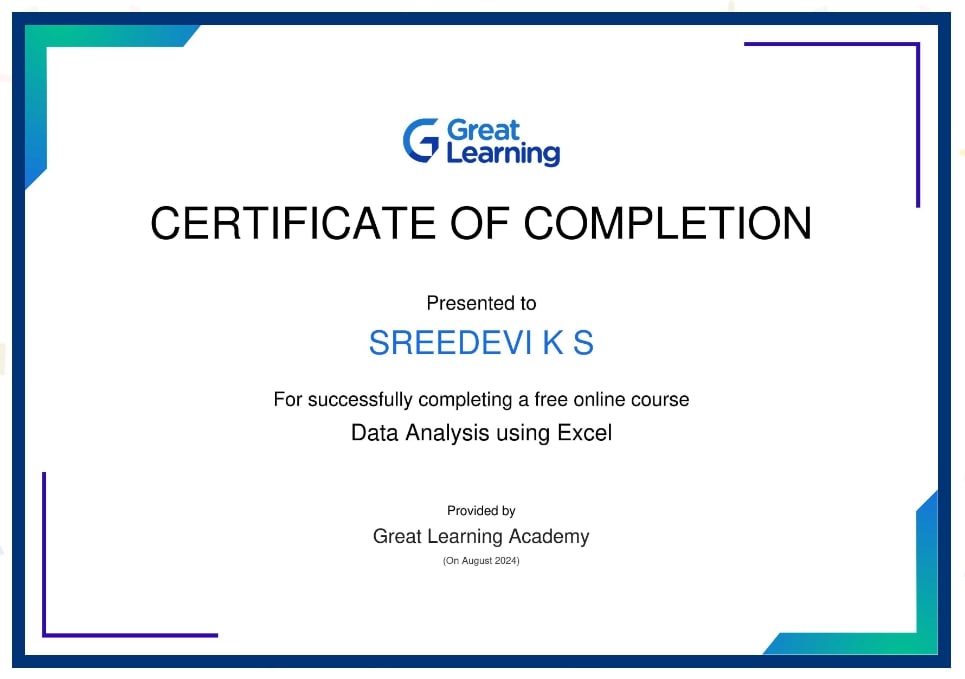 Great
Learning
CERTIFICATE OF COMPLETION
Presented to
SREEDEVI K S
For successfully completing a free online course
Data Analysis using Excel
Provided by
Great Learning Academy
(On August 2024)